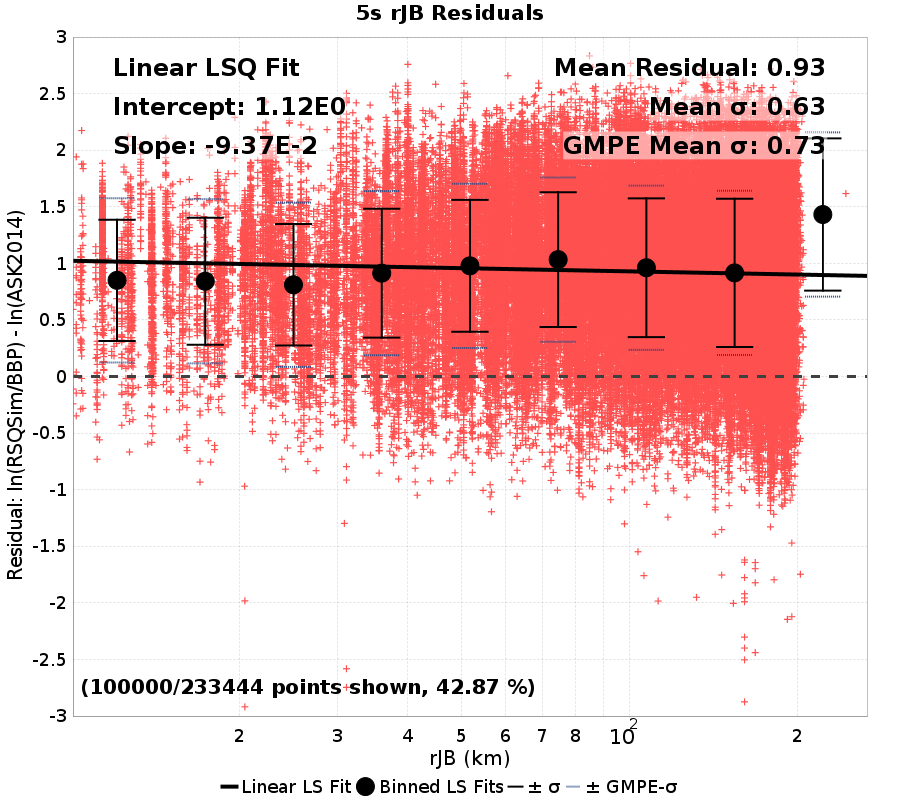 5s rJB Residuals
Linear LSQ Fit
Intercept: 1.12E0
Slope: -9.37E-2
Mean Residual: 0.93
Mean σ: 0.63
GMPE Mean σ: 0.73
3
2.5
2
1.5
1
0.5
0
-0.5
-1
-1.5
-2
-2.5
-3
Residual: ln(RSQSim/BBP) - ln(ASK2014)
(100000/233444 points shown, 42.87 %)
2 3 4 5 6 7 8 10² 2
rJB (km)
Linear LS Fit Binned LS Fits ± σ ± GMPE-σ